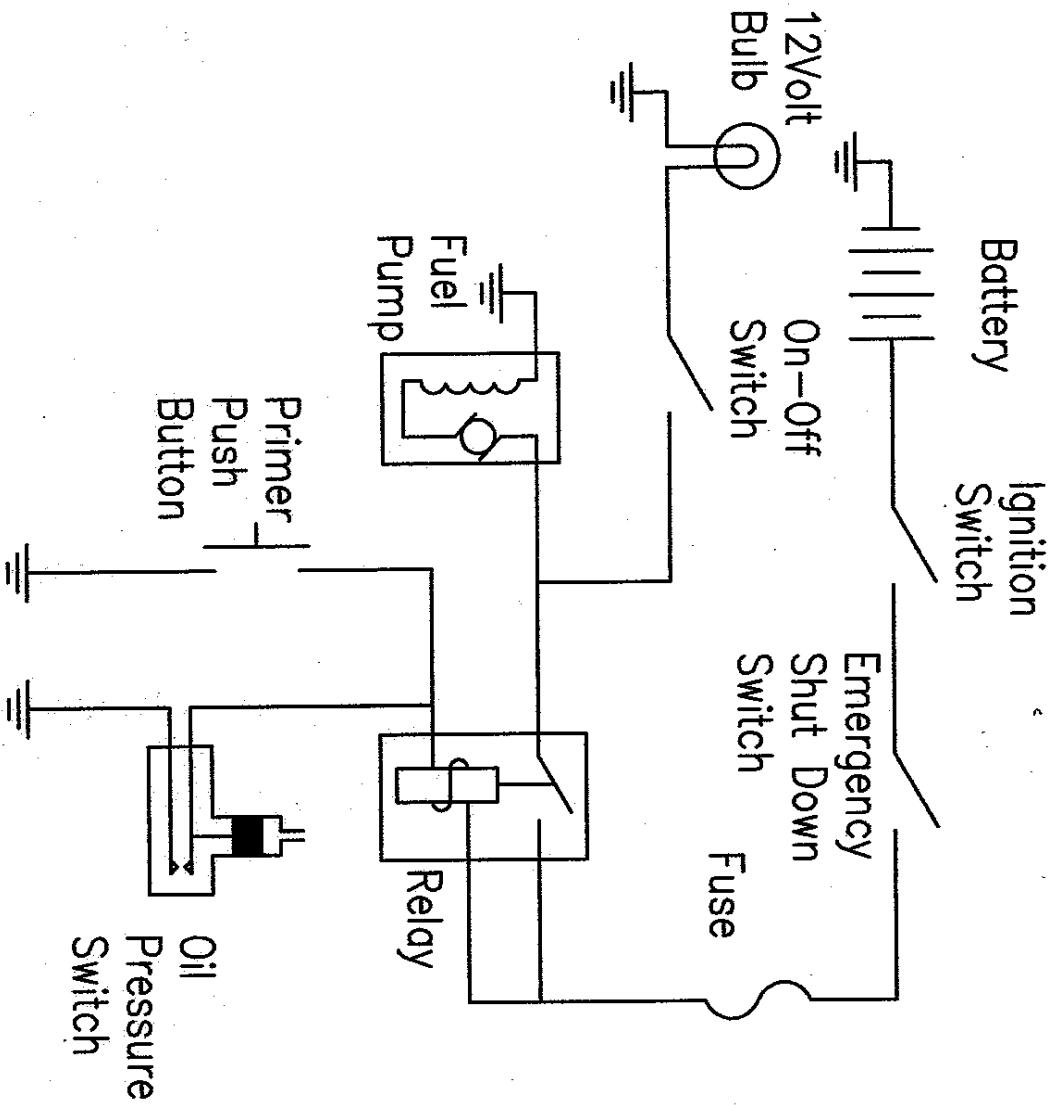 Battery
Ignition
Switch
Emergency
Shut Down
Switch
12Volt
Bulb
On-Off
Switch
Fuse
Fuel
Pump
Relay
Primer
Push
Button
Oil
Pressure
Switch